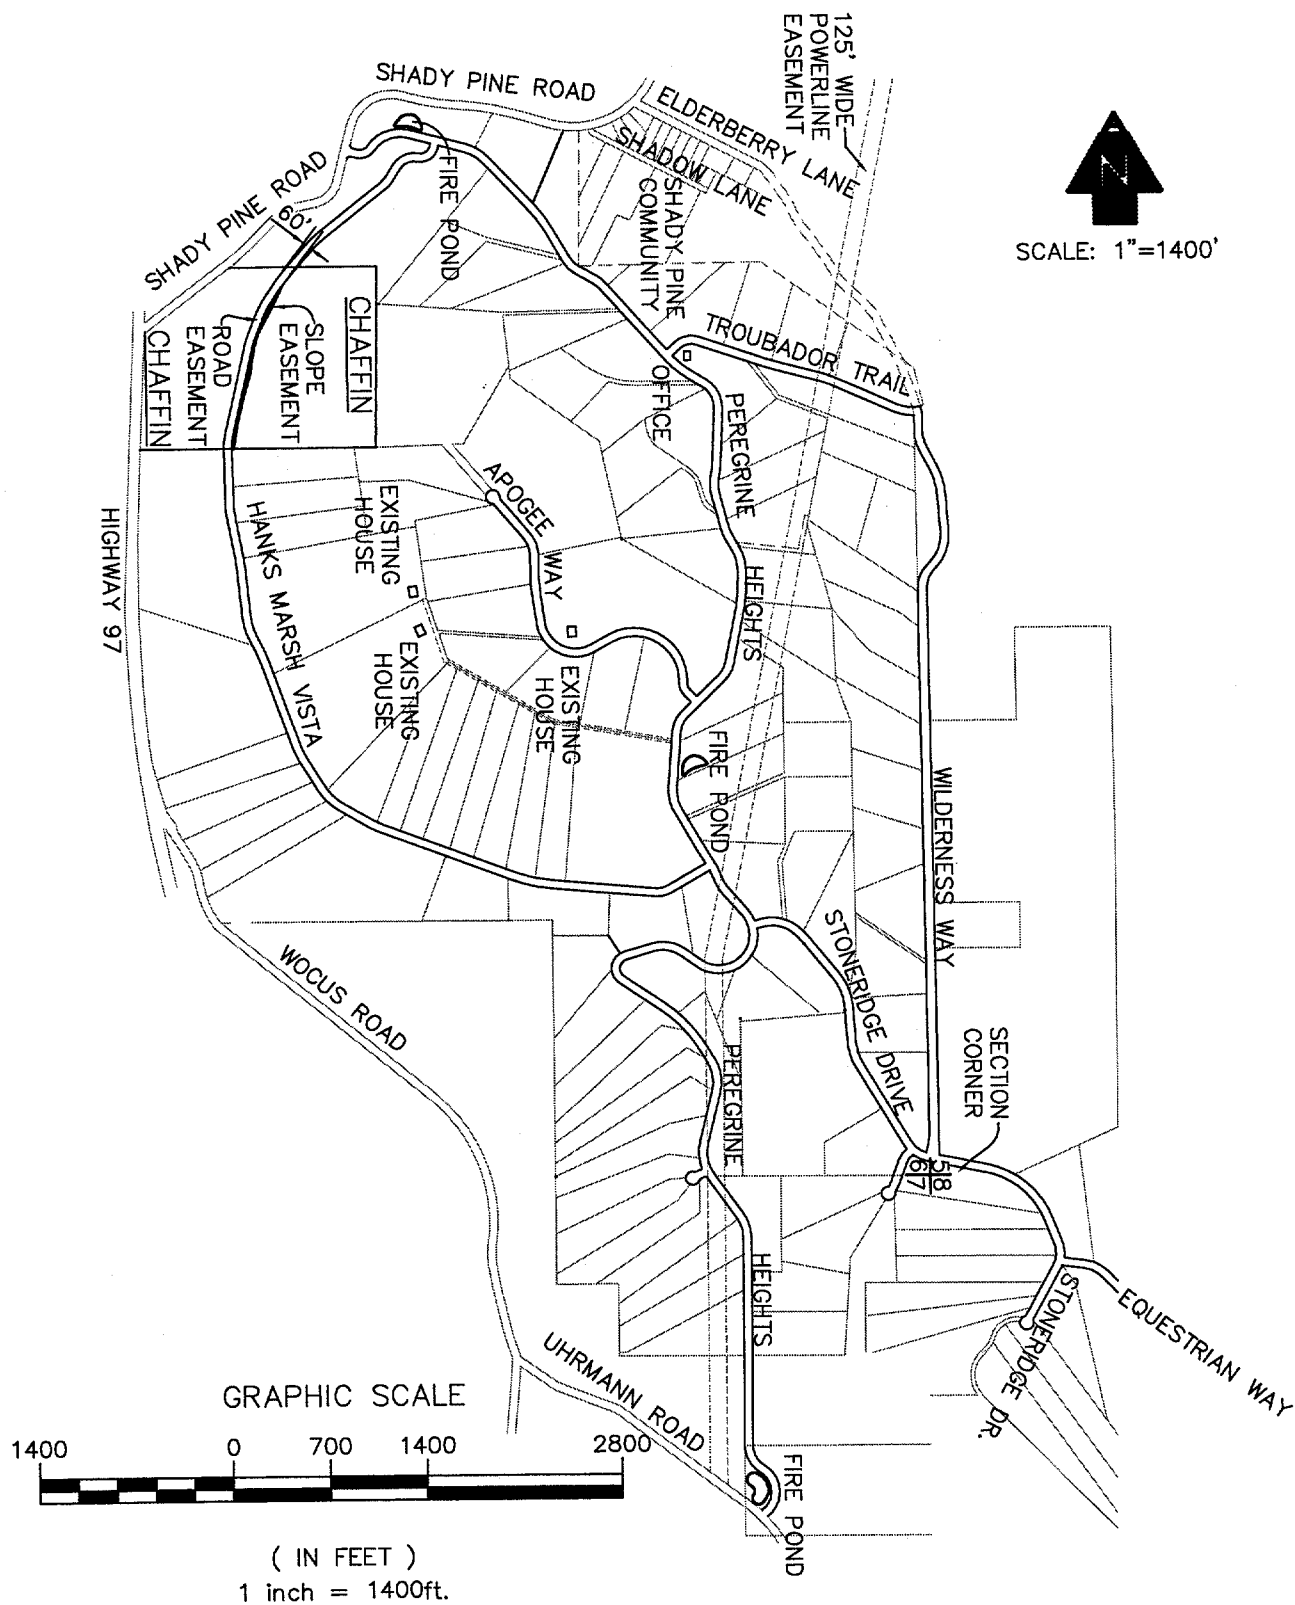 125' WIDE
POWERLINE
EASEMENT
SHADY PINE ROAD
ELDERBERRY LANE
SHADOW LANE
N
SCALE: 1"=1400'
SHADY PINE ROAD
60'
FIRE POND
SHADY PINE
COMMUNITY
CHAFFIN
SLOPE
EASEMENT
ROAD
EASEMENT
CHAFFIN
TROUBADOR TRAIL
OFFICE
PEREGRINE
HEIGHTS
APOGEE
WAY
EXISTING
HOUSE
HIGHWAY 97
HANKS MARSH VISTA
EXISTING
HOUSE
EXISTING
HOUSE
FIRE POND
WILDERNESS WAY
STONERIDGE DRIVE
WOCUS ROAD
SECTION
CORNER
PEREGRINE
5 8
6 7
HEIGHTS
EQUESTRIAN WAY
STONERIDGE DR.
UHRMANN ROAD
FIRE POND
GRAPHIC SCALE
1400 0 700 1400 2800
( IN FEET )
1 inch = 1400ft.